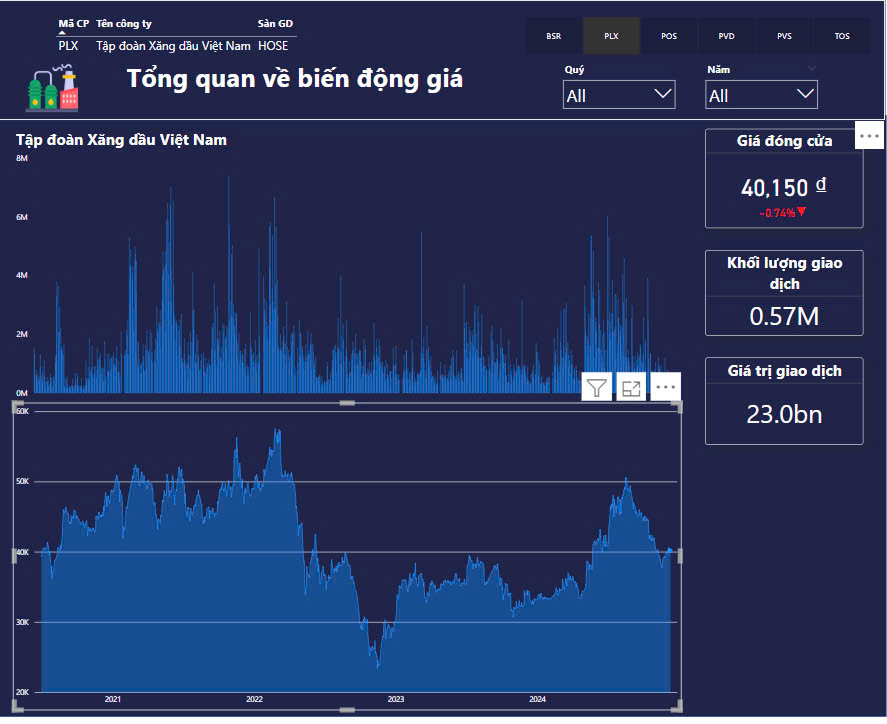 Mã CP Tên công ty Sàn GD
PLX Tập đoàn Xăng dầu Việt Nam HOSE
BSR PLX POS PVD PVS TOS
Tổng quan về biến động giá
Quý Năm
All All
Tập đoàn Xăng dầu Việt Nam
8M
6M
4M
2M
0M
60K
50K
40K
30K
20K
2021 2022 2023 2024
Giá đóng cửa
40,150 ₫
-0.74%▼
Khối lượng giao
dịch
0.57M
Giá trị giao dịch
23.0bn